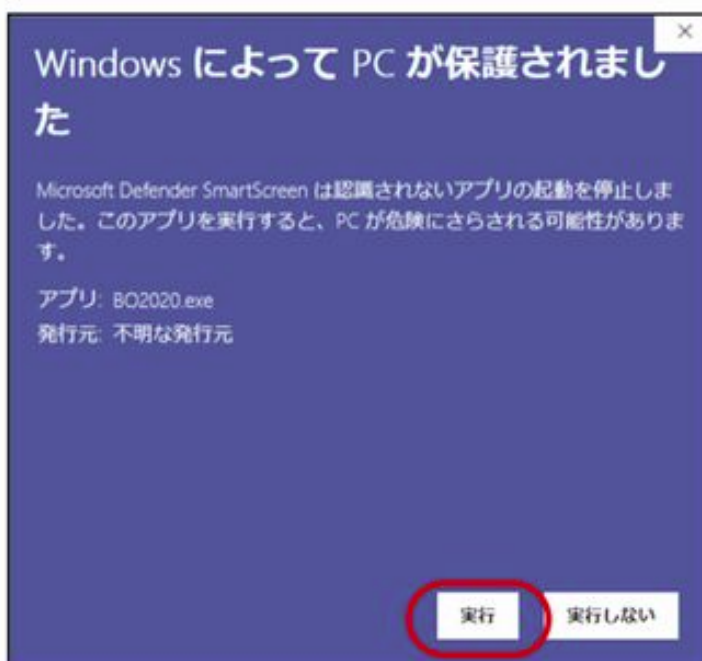 Windows によって PC が保護されまし
た
Microsoft Defender SmartScreen は認識されないアプリの起動を停止しま
した。このアプリを実行すると、PC が危険にさらされる可能性がありま
す。
アプリ: BO2020.exe
発行元: 不明な発行元
実行 実行しない